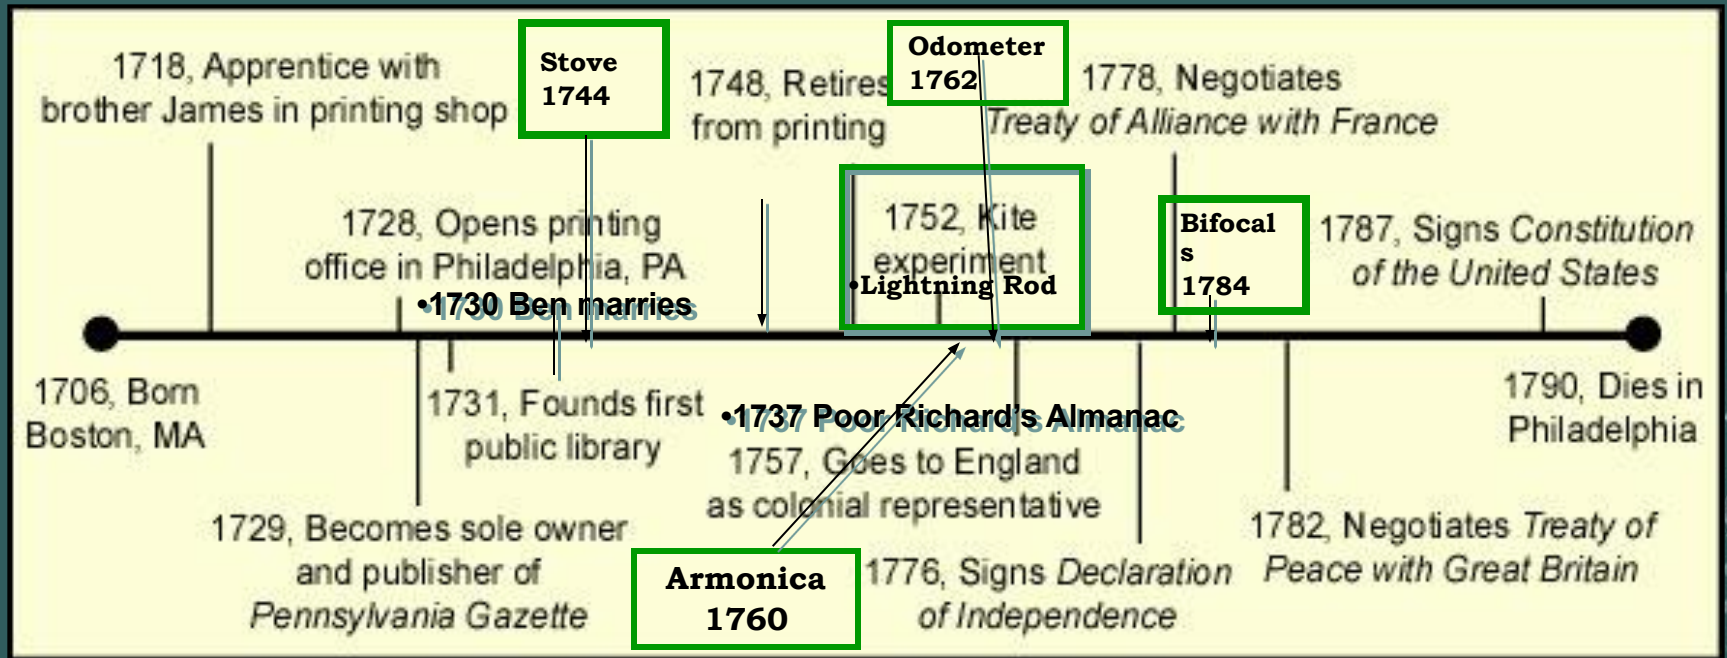 1718, Apprentice with
brother James in printing shop
Stove
1744
1748, Retires
from printing
Odometer
1762
1778, Negotiates
Treaty of Alliance with France
1728, Opens printing
office in Philadelphia, PA
•1730 Ben marries
1752, Kite
experiment
•Lightning Rod
Bifocal
s
1784
1787, Signs Constitution
of the United States
1706, Born
Boston, MA
1731, Founds first
public library
•1737 Poor Richard's Almanac
1757, Goes to England
as colonial representative
1790, Dies in
Philadelphia
1729, Becomes sole owner
and publisher of
Pennsylvania Gazette
Armonica
1760
1776, Signs Declaration
of Independence
1782, Negotiates Treaty of
Peace with Great Britain